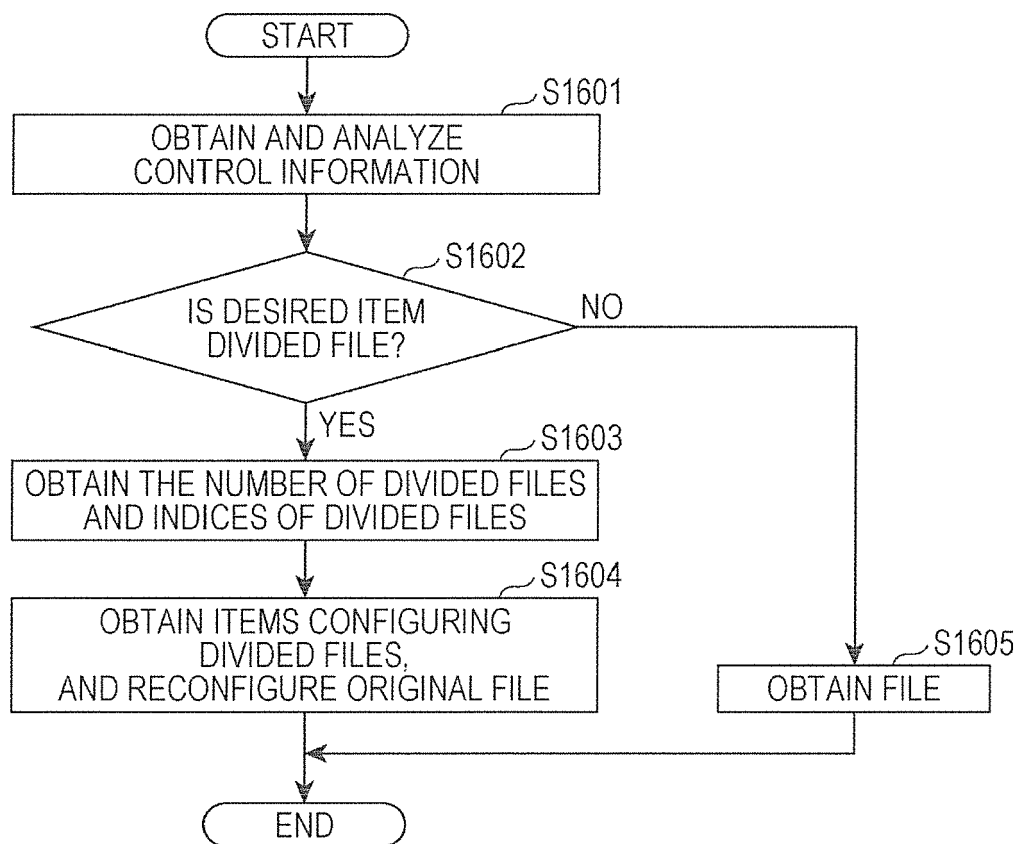 START
S1601
OBTAIN AND ANALYZE
CONTROL INFORMATION
S1602
IS DESIRED ITEM
DIVIDED FILE?
NO
YES
S1603
OBTAIN THE NUMBER OF DIVIDED FILES
AND INDICES OF DIVIDED FILES
S1604
OBTAIN ITEMS CONFIGURING
DIVIDED FILES,
AND RECONFIGURE ORIGINAL FILE
S1605
OBTAIN FILE
END